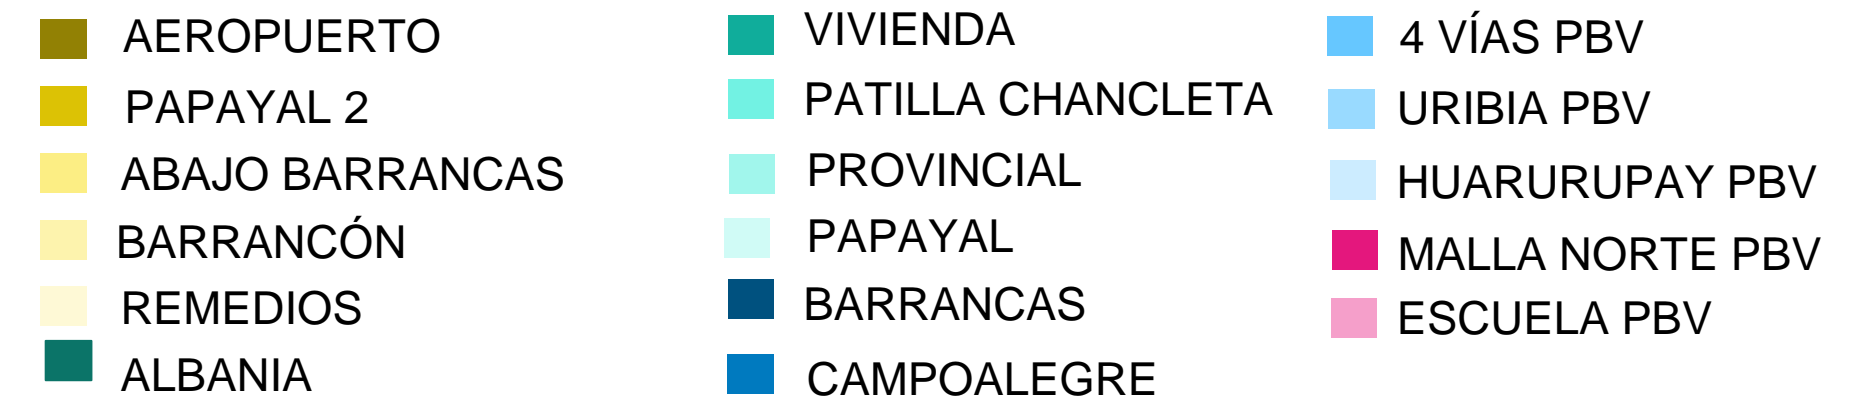 AEROPUERTO
PAPAYAL 2
ABAJO BARRANCAS
BARRANCÓN
REMEDIOS
ALBANIA
VIVIENDA
PATILLA CHANCLETA
PROVINCIAL
PAPAYAL
BARRANCAS
CAMPOALEGRE
4 VÍAS PBV
URIBIA PBV
HUARURUPAY PBV
MALLA NORTE PBV
ESCUELA PBV